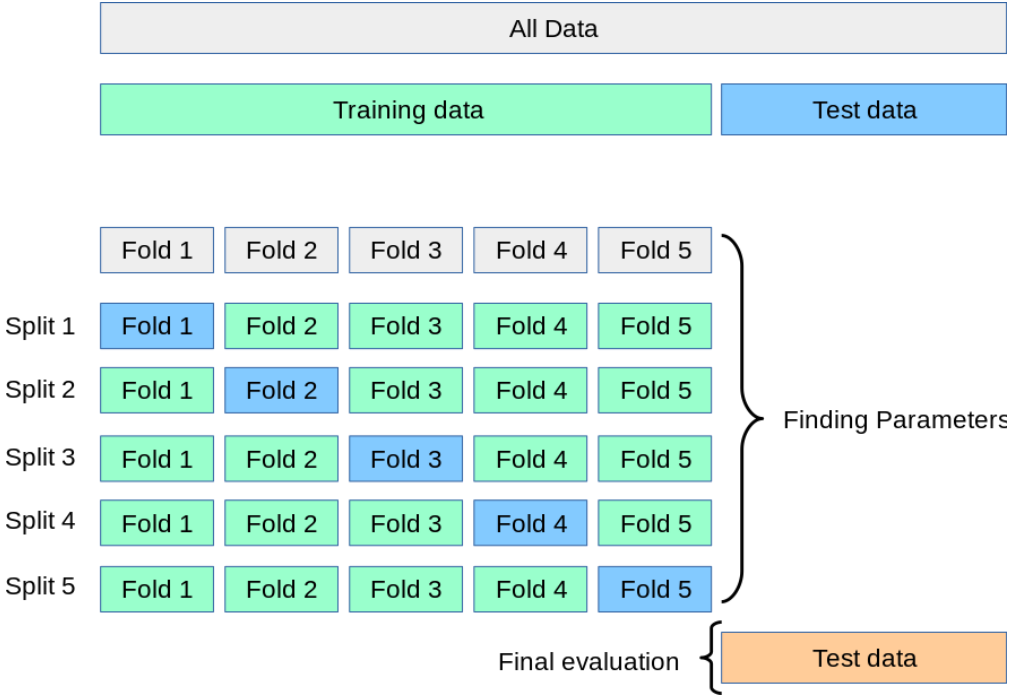 All Data
Training data Test data
Fold 1 Fold 2 Fold 3 Fold 4 Fold 5
Split 1 Fold 1 Fold 2 Fold 3 Fold 4 Fold 5
Split 2 Fold 1 Fold 2 Fold 3 Fold 4 Fold 5
Finding Parameters
Split 3 Fold 1 Fold 2 Fold 3 Fold 4 Fold 5
Split 4 Fold 1 Fold 2 Fold 3 Fold 4 Fold 5
Split 5 Fold 1 Fold 2 Fold 3 Fold 4 Fold 5
Final evaluation Test data